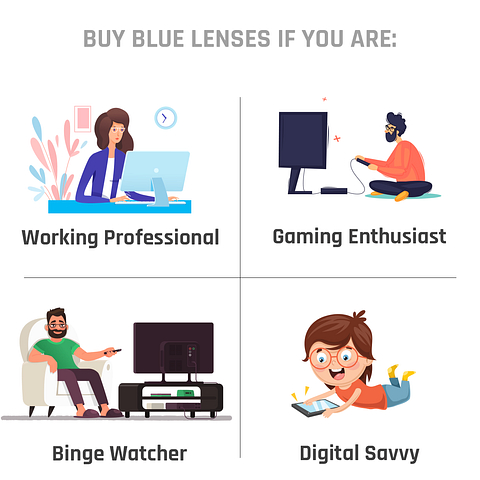 BUY BLUE LENSES IF YOU ARE:
Working Professional
Gaming Enthusiast
Binge Watcher
Digital Savvy